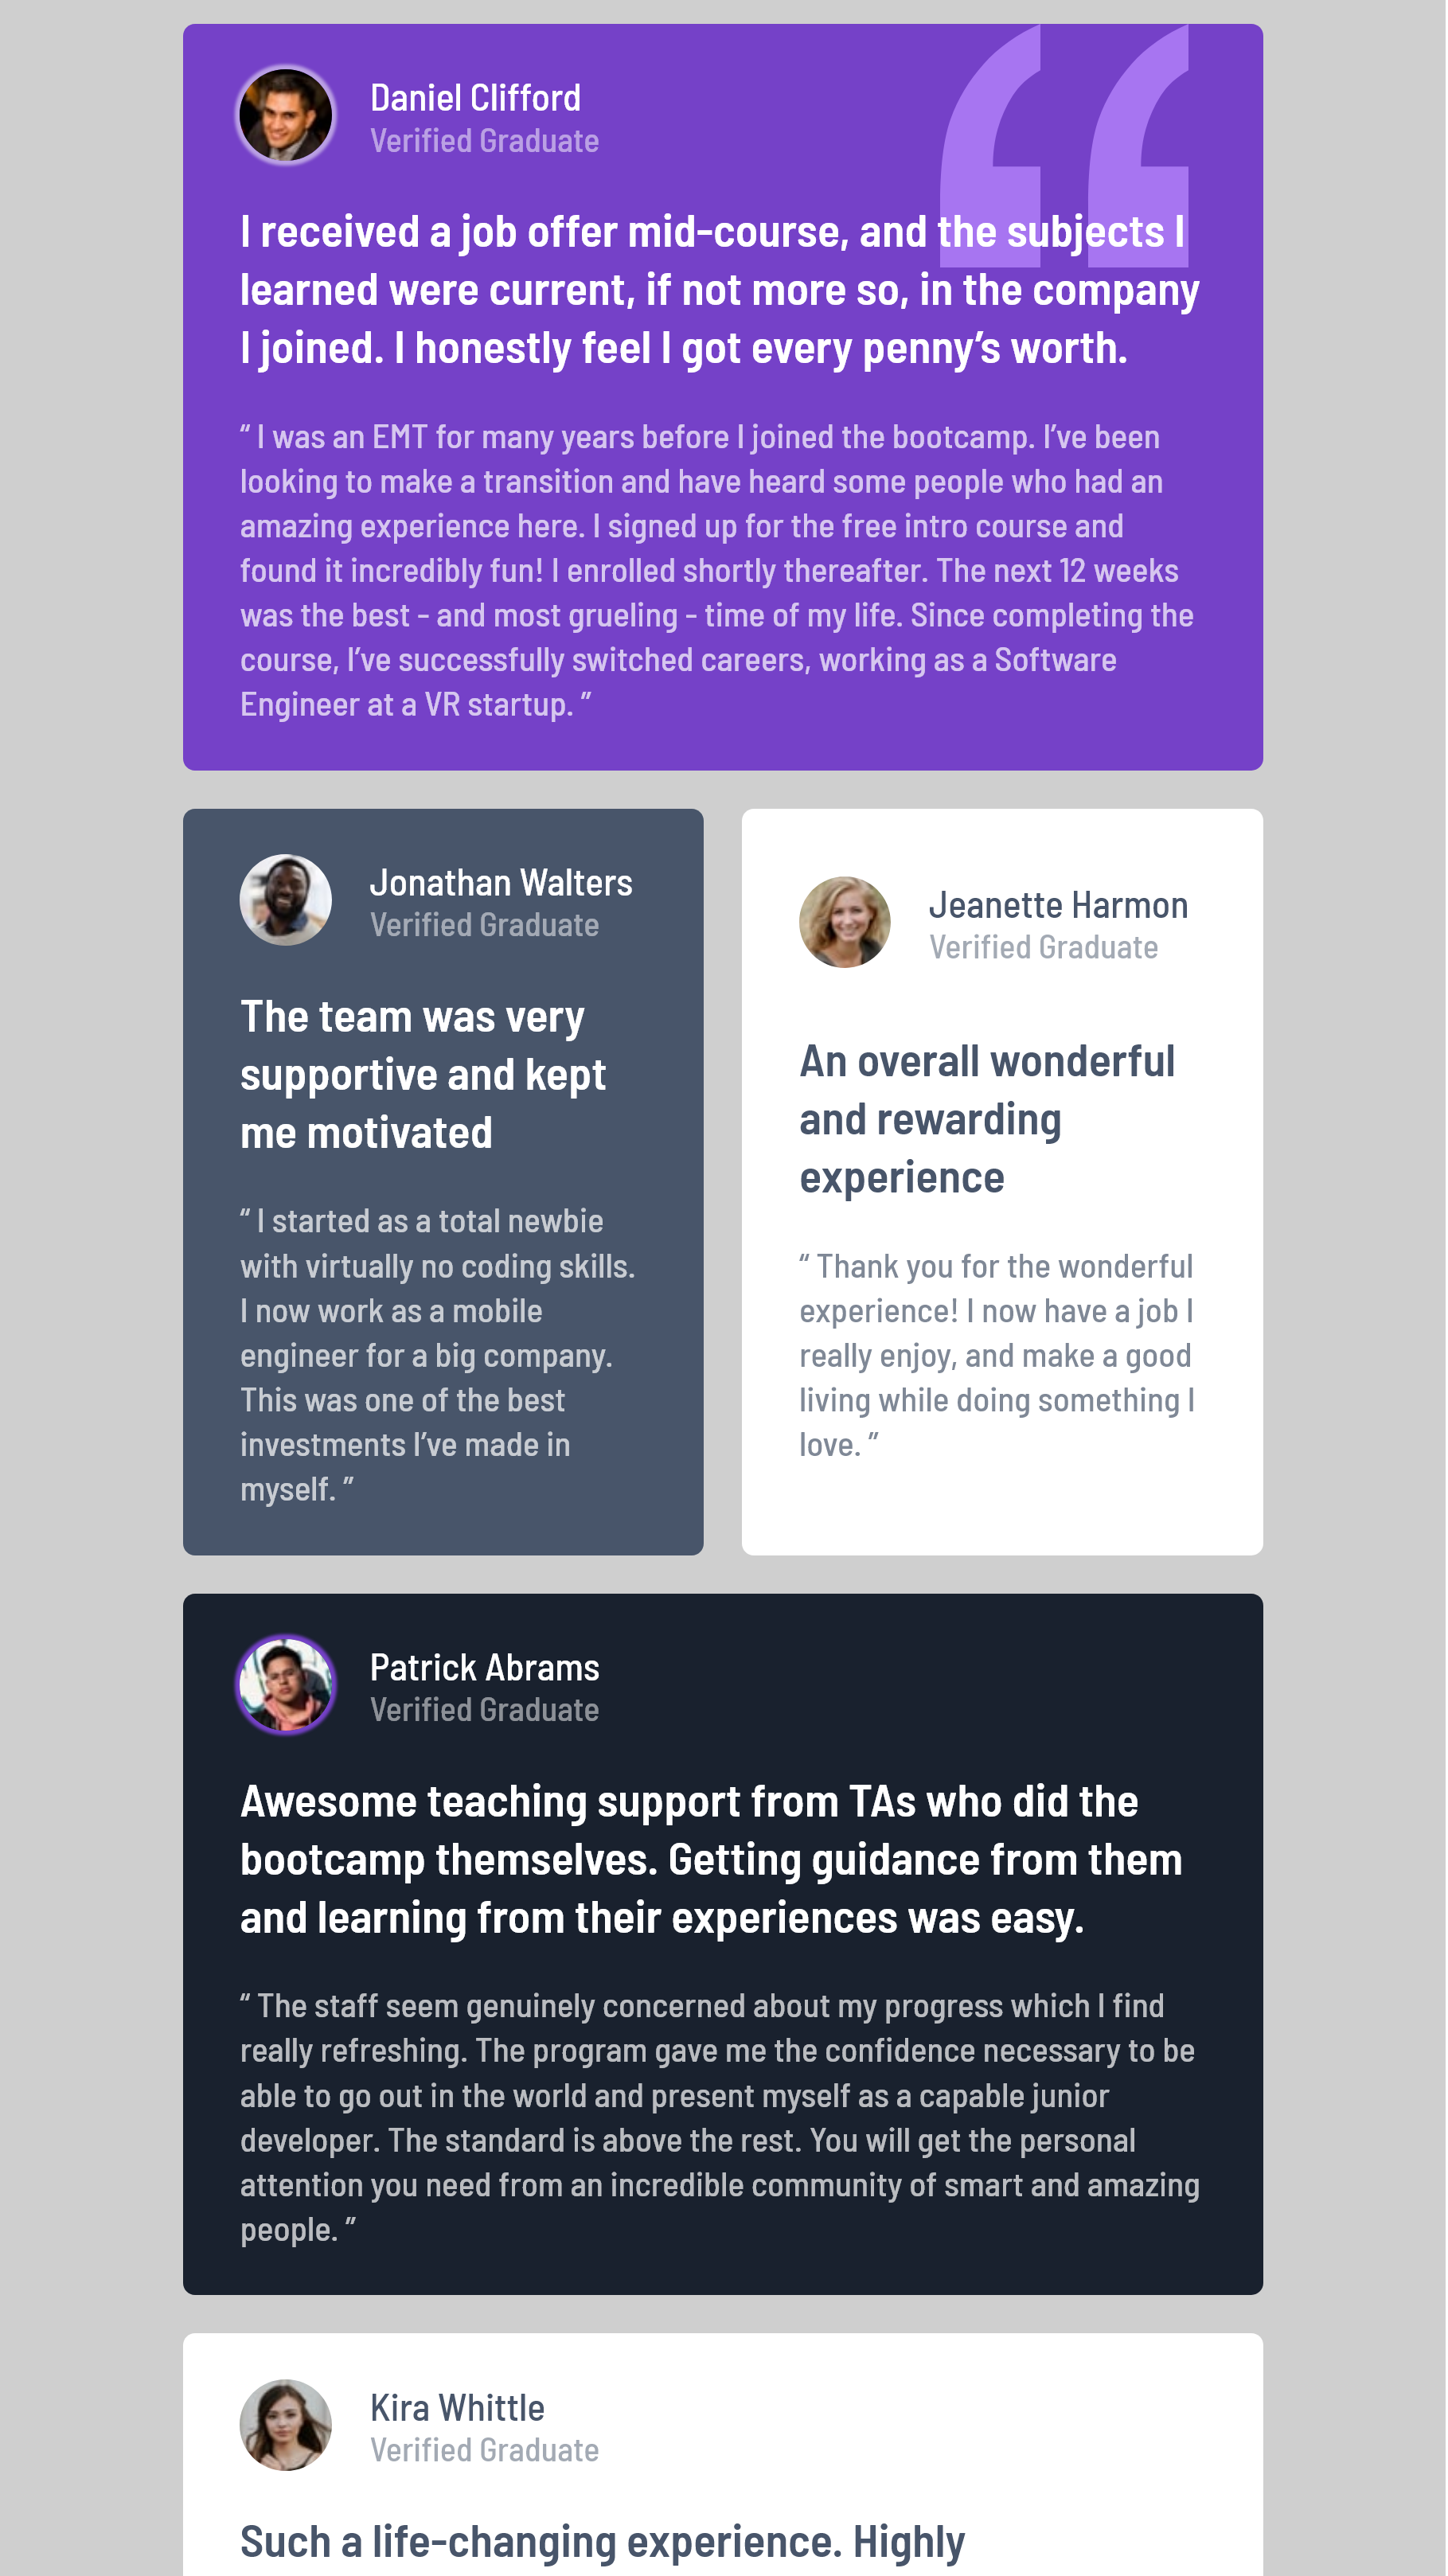 Daniel Clifford
Verified Graduate
I received a job offer mid-course, and the subjects I
learned were current, if not more so, in the company
I joined. I honestly feel I got every penny’s worth.
“ I was an EMT for many years before I joined the bootcamp. I’ve been
looking to make a transition and have heard some people who had an
amazing experience here. I signed up for the free intro course and
found it incredibly fun! I enrolled shortly thereafter. The next 12 weeks
was the best - and most grueling - time of my life. Since completing the
course, I’ve successfully switched careers, working as a Software
Engineer at a VR startup. ”
Jonathan Walters
Verified Graduate
The team was very
supportive and kept
me motivated
“ I started as a total newbie
with virtually no coding skills.
I now work as a mobile
engineer for a big company.
This was one of the best
investments I’ve made in
myself. ”
Jeanette Harmon
Verified Graduate
An overall wonderful
and rewarding
experience
“ Thank you for the wonderful
experience! I now have a job I
really enjoy, and make a good
living while doing something I
love. ”
Patrick Abrams
Verified Graduate
Awesome teaching support from TAs who did the
bootcamp themselves. Getting guidance from them
and learning from their experiences was easy.
“ The staff seem genuinely concerned about my progress which I find
really refreshing. The program gave me the confidence necessary to be
able to go out in the world and present myself as a capable junior
developer. The standard is above the rest. You will get the personal
attention you need from an incredible community of smart and amazing
people. ”
Kira Whittle
Verified Graduate
Such a life-changing experience. Highly